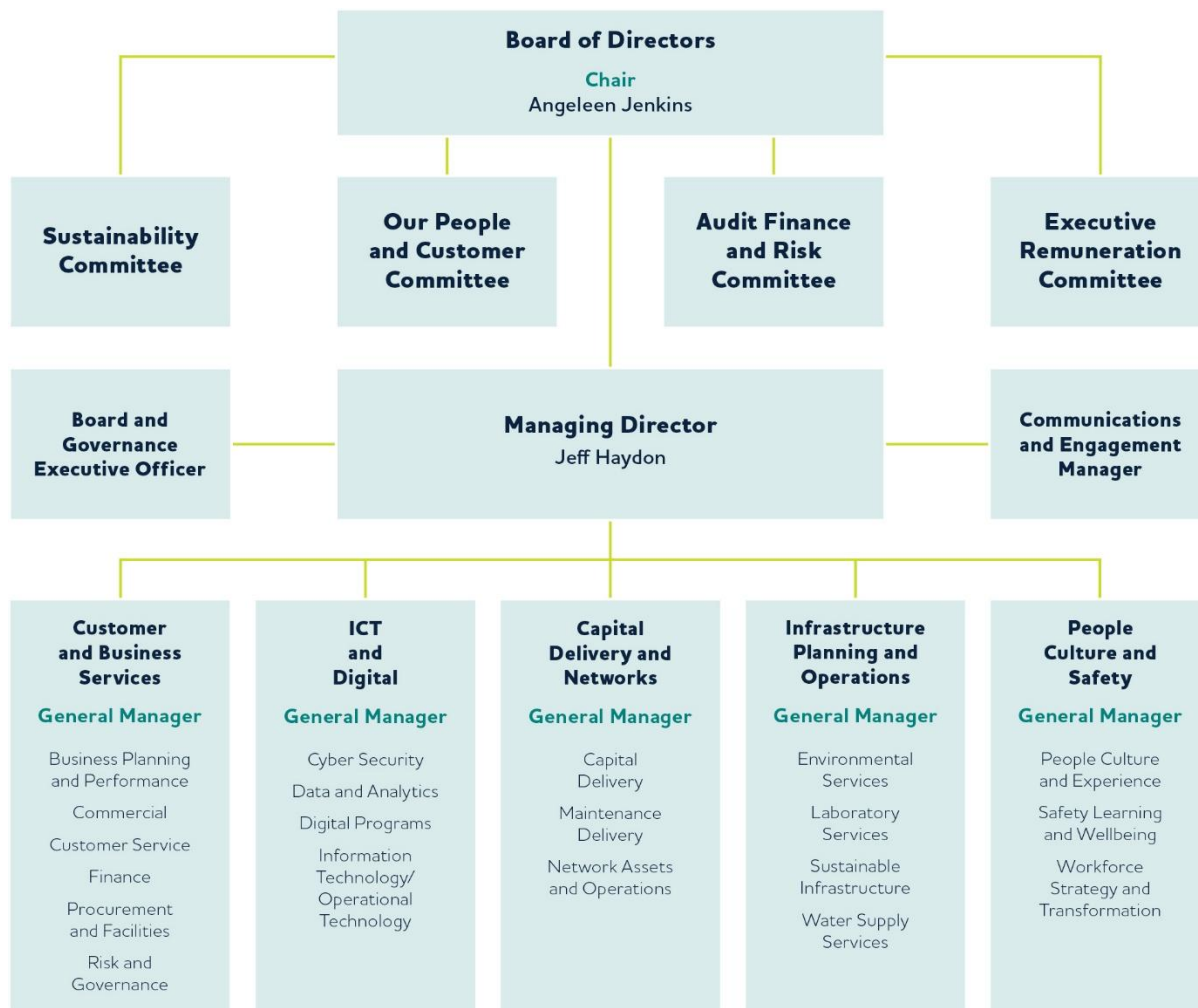 Board of Directors
Chair
Angeleen Jenkins
Sustainability
Committee
Our People
and Customer
Committee
Audit Finance
and Risk
Committee
Executive
Remuneration
Committee
Board and
Governance
Executive Officer
Managing Director
Jeff Haydon
Communications
and Engagement
Manager
Customer
and Business
Services
General Manager
Business Planning
and Performance
Commercial
Customer Service
Finance
Procurement
and Facilities
Risk and
Governance
ICT
and
Digital
General Manager
Cyber Security
Data and Analytics
Digital Programs
Information
Technology/
Operational
Technology
Capital
Delivery and
Networks
General Manager
Capital
Delivery
Maintenance
Delivery
Network Assets
and Operations
Infrastructure
Planning and
Operations
General Manager
Environmental
Services
Laboratory
Services
Sustainable
Infrastructure
Water Supply
Services
People
Culture and
Safety
General Manager
People Culture
and Experience
Safety Learning
and Wellbeing
Workforce
Strategy and
Transformation